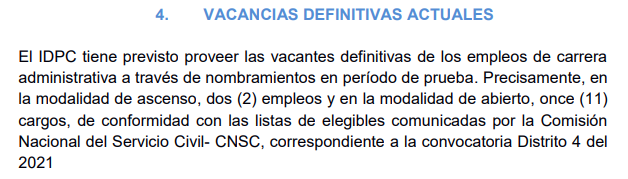 4. VACANCIAS DEFINITIVAS ACTUALES
El IDPC tiene previsto proveer las vacantes definitivas de los empleos de carrera
administrativa a través de nombramientos en período de prueba. Precisamente, en
la modalidad de ascenso, dos (2) empleos y en la modalidad de abierto, once (11)
cargos, de conformidad con las listas de elegibles comunicadas por la Comisión
Nacional del Servicio Civil- CNSC, correspondiente a la convocatoria Distrito 4 del
2021